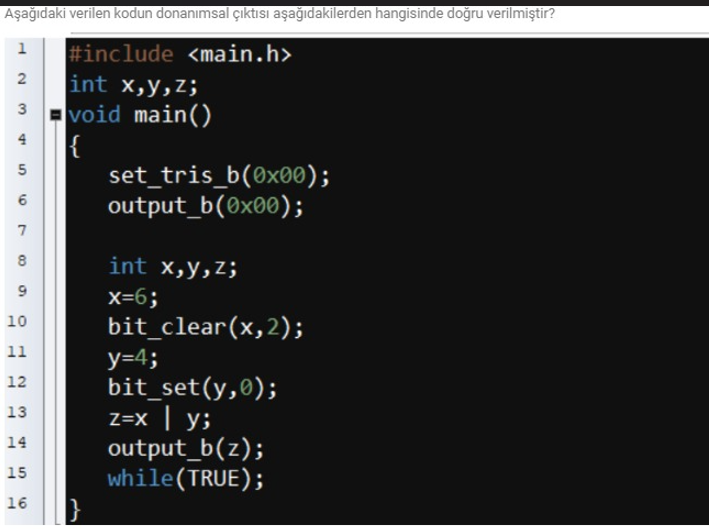 Aşağıdaki verilen kodun donanımsal çıktısı aşağıdakilerden hangisinde doğru verilmiştir?
1 #include <main.h>
2 int x,y,z;
3 void main()
4 {
5 set_tris_b(0x00);
6 output_b(0x00);
7
8 int x,y,z;
9 x=6;
10 bit_clear(x,2);
11 y=4;
12 bit_set(y,0);
13 z=x | y;
14 output_b(z);
15 while(TRUE);
16 }